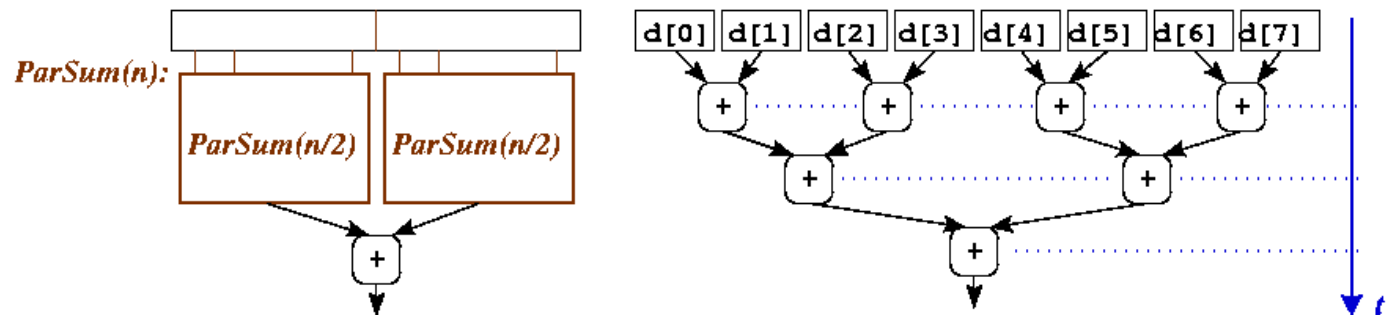 d[0] d[1] d[2] d[3] d[4] d[5] d[6] d[7]
ParSum(n):
+ + + +
ParSum(n/2) ParSum(n/2)
+ +
+ +
t